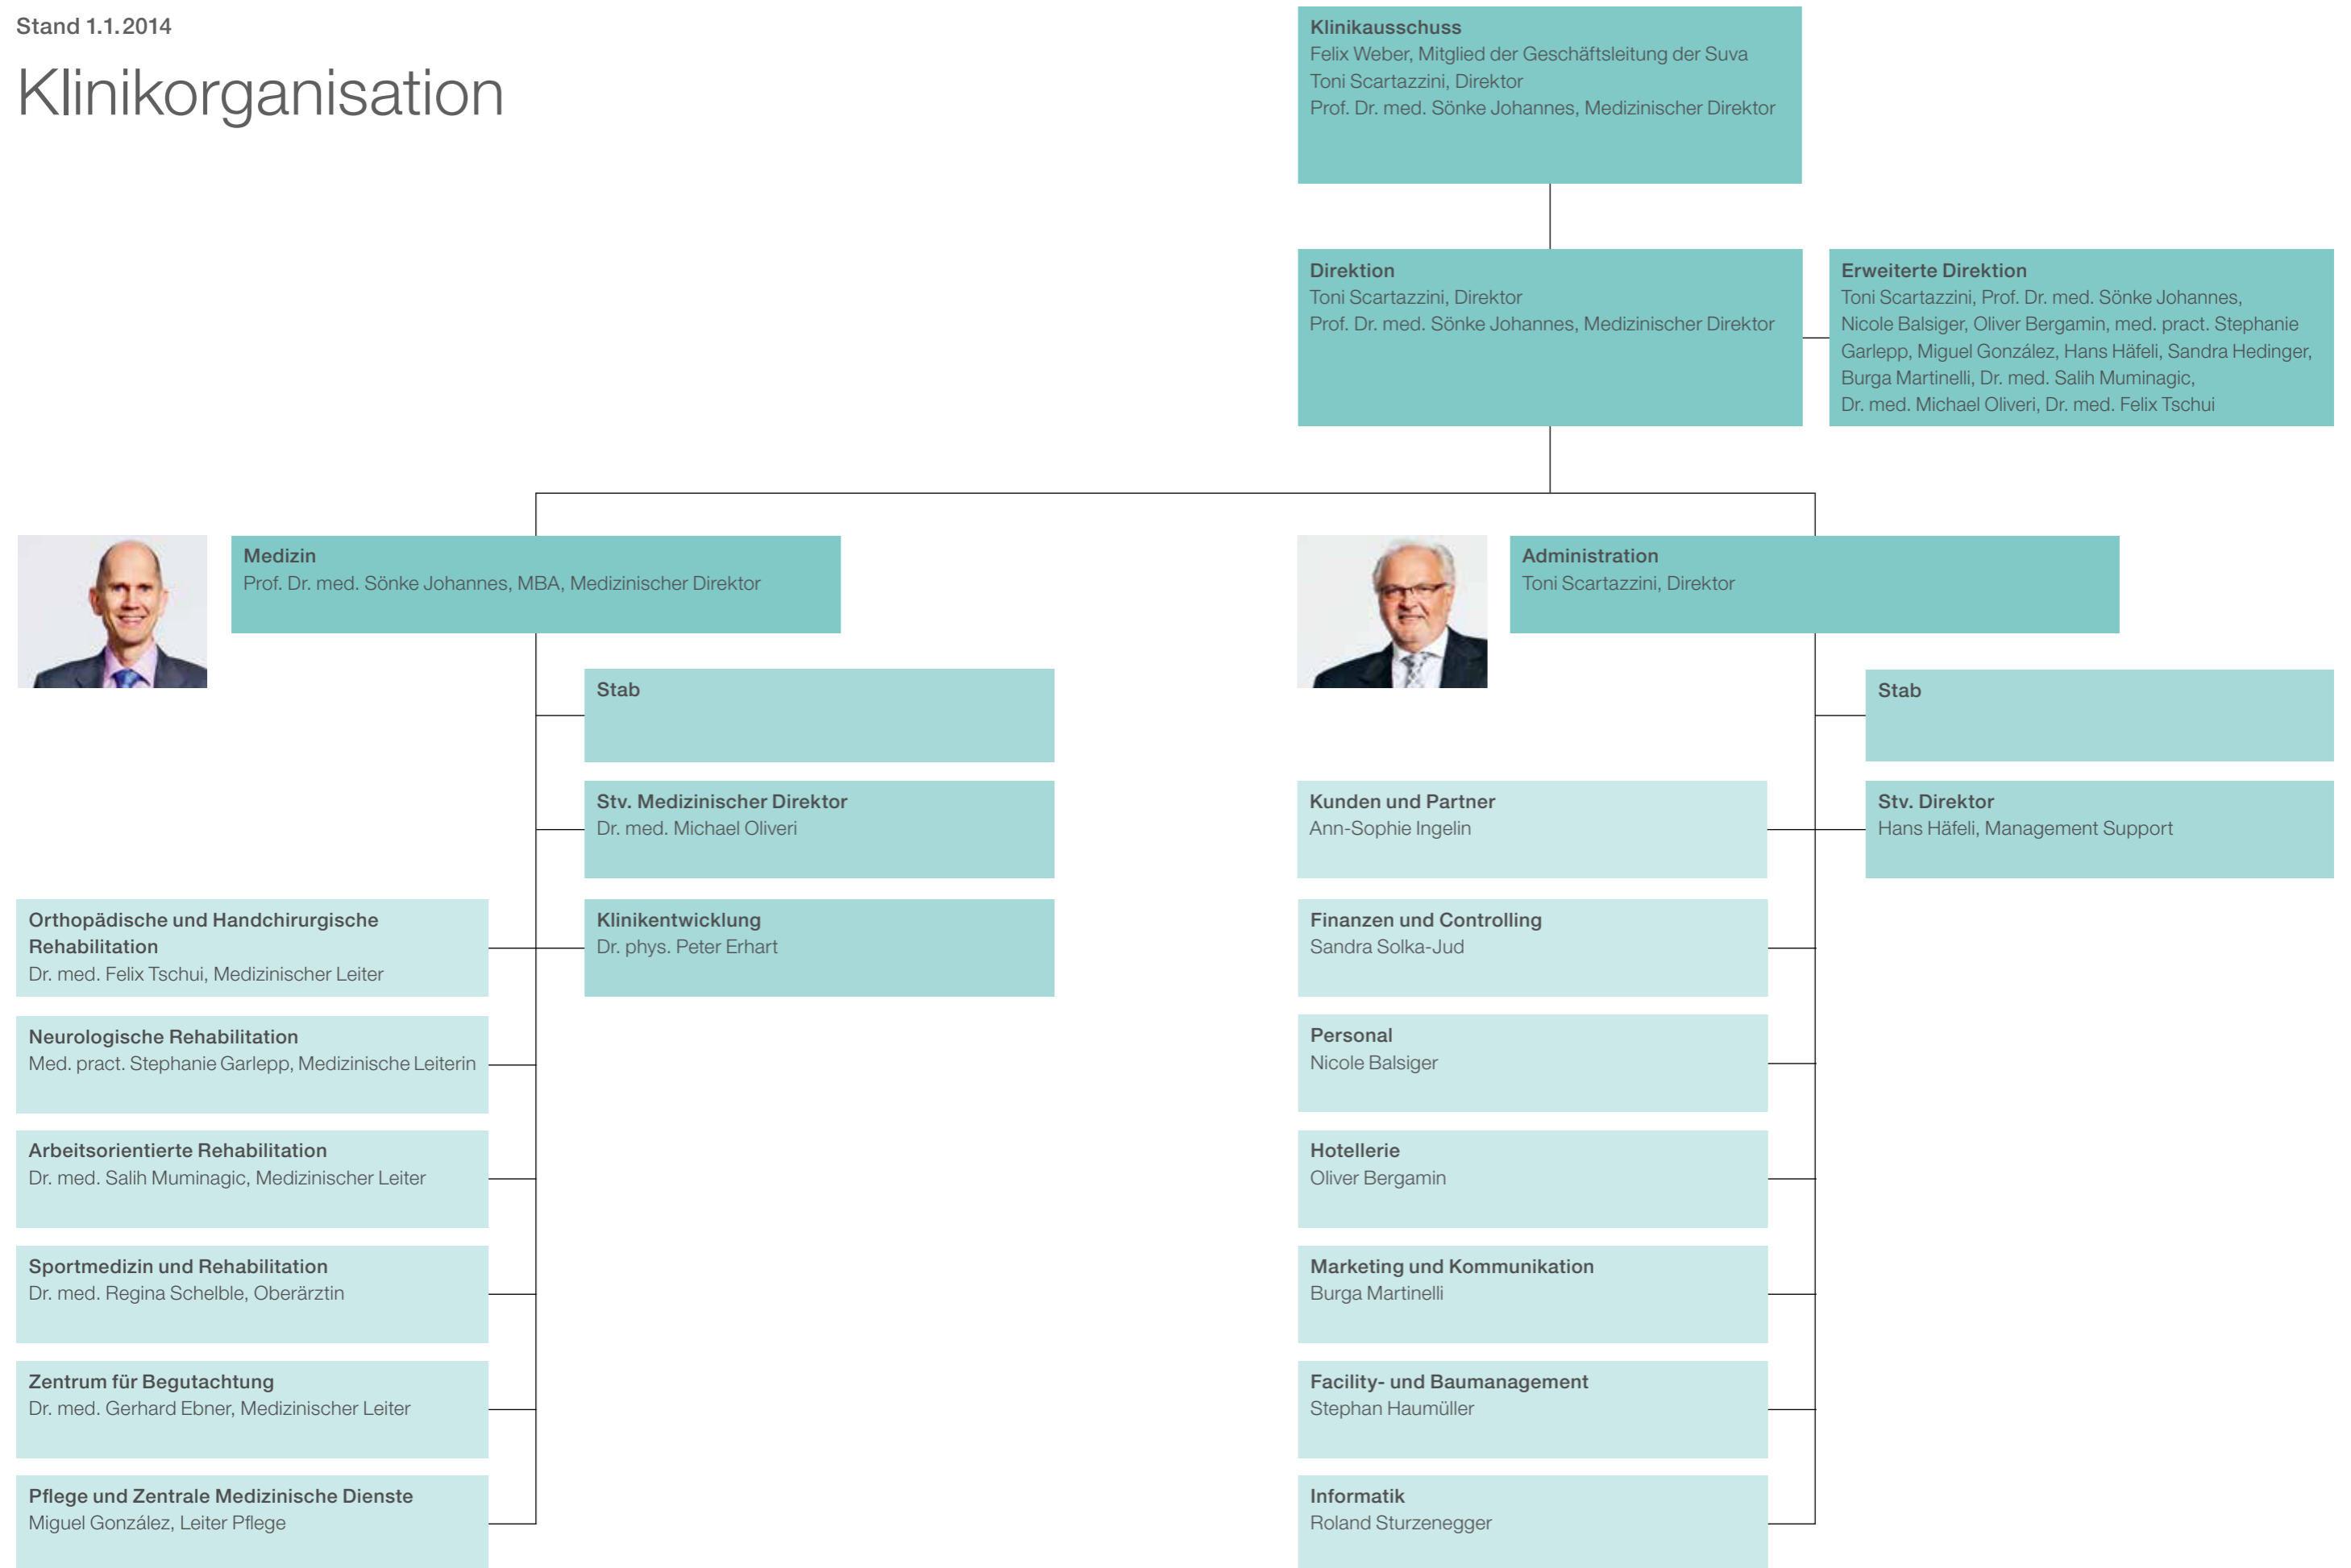 Stand 1.1.2014
Klinikorganisation
Klinikausschuss
Felix Weber, Mitglied der Geschäftsleitung der Suva
Toni Scartazzini, Direktor
Prof. Dr. med. Sönke Johannes, Medizinischer Direktor
Direktion
Toni Scartazzini, Direktor
Prof. Dr. med. Sönke Johannes, Medizinischer Direktor
Erweiterte Direktion
Toni Scartazzini, Prof. Dr. med. Sönke Johannes,
Nicole Balsiger, Oliver Bergamin, med. pract. Stephanie
Garlepp, Miguel González, Hans Häfeli, Sandra Hedinger,
Burga Martinelli, Dr. med. Salih Muminagic,
Dr. med. Michael Oliveri, Dr. med. Felix Tschui
Medizin
Prof. Dr. med. Sönke Johannes, MBA, Medizinischer Direktor
Stab
Stv. Medizinischer Direktor
Dr. med. Michael Oliveri
Klinikentwicklung
Dr. phys. Peter Erhart
Orthopädische und Handchirurgische
Rehabilitation
Dr. med. Felix Tschui, Medizinischer Leiter
Neurologische Rehabilitation
Med. pract. Stephanie Garlepp, Medizinische Leiterin
Arbeitsorientierte Rehabilitation
Dr. med. Salih Muminagic, Medizinischer Leiter
Sportmedizin und Rehabilitation
Dr. med. Regina Schelble, Oberärztin
Zentrum für Begutachtung
Dr. med. Gerhard Ebner, Medizinischer Leiter
Pflege und Zentrale Medizinische Dienste
Miguel González, Leiter Pflege
Administration
Toni Scartazzini, Direktor
Stab
Stv. Direktor
Hans Häfeli, Management Support
Kunden und Partner
Ann-Sophie Ingelin
Finanzen und Controlling
Sandra Solka-Jud
Personal
Nicole Balsiger
Hotellerie
Oliver Bergamin
Marketing und Kommunikation
Burga Martinelli
Facility- und Baumanagement
Stephan Haumüller
Informatik
Roland Sturzenegger